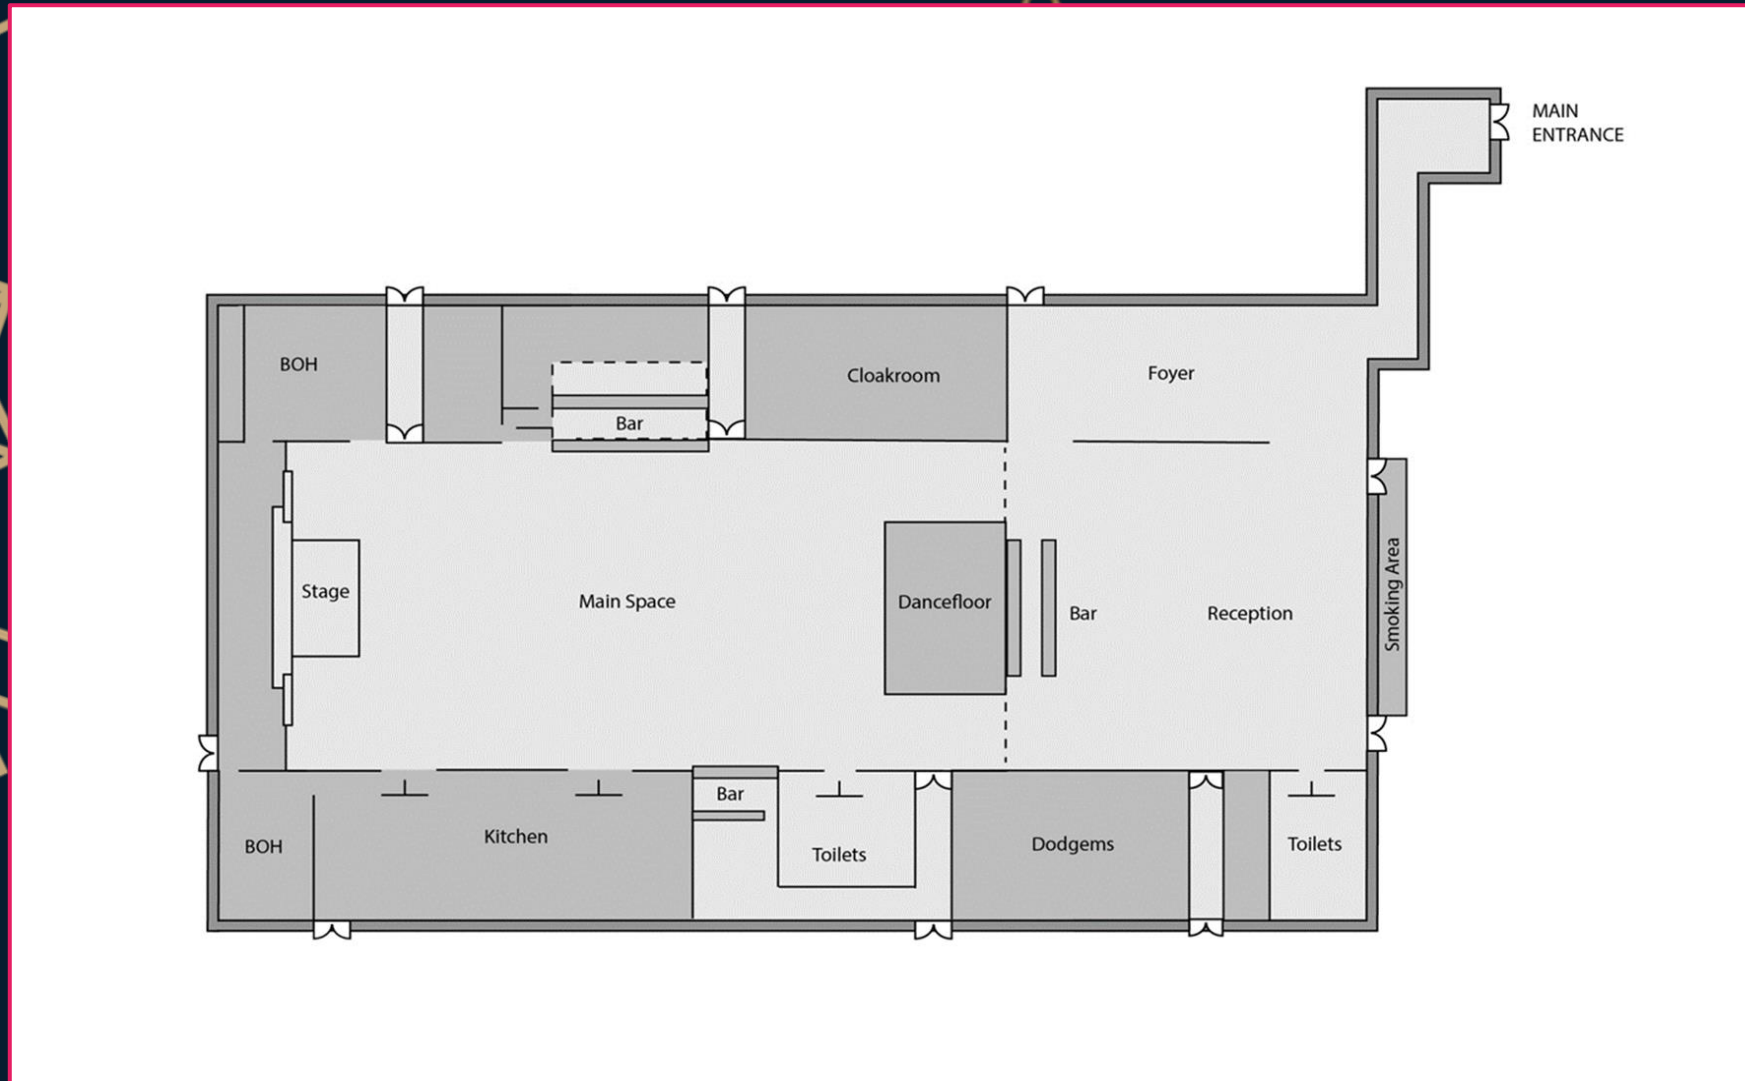 MAIN
ENTRANCE
BOH
Cloakroom
Foyer
Bar
Stage
Main Space
Dancefloor
Bar
Reception
Smoking Area
Bar
BOH
Kitchen
Toilets
Dodgems
Toilets